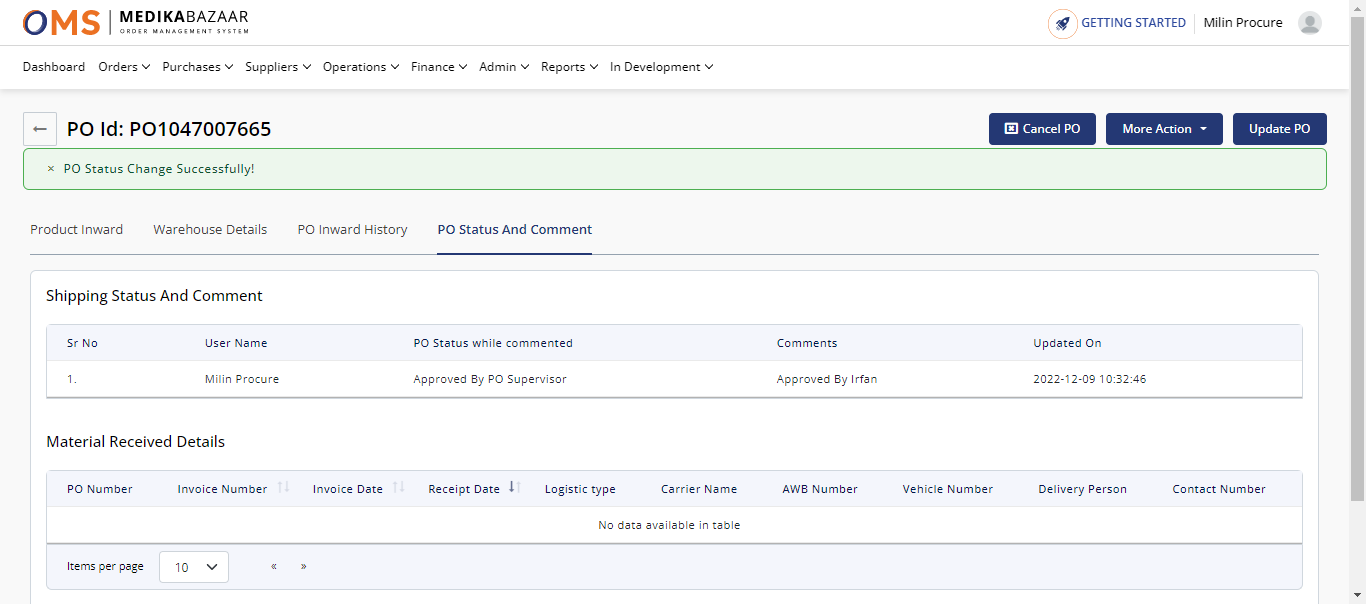 OMS MEDIKABAZAAR
ORDER MANAGEMENT SYSTEM
GETTING STARTED Milin Procure
Dashboard Orders Purchases Suppliers Operations Finance Admin Reports In Development
← PO Id: PO1047007665 Cancel PO More Action Update PO
× PO Status Change Successfully!
Product Inward Warehouse Details PO Inward History PO Status And Comment
Shipping Status And Comment
Sr No User Name PO Status while commented Comments Updated On
1. Milin Procure Approved By PO Supervisor Approved By Irfan 2022-12-09 10:32:46
Material Received Details
PO Number Invoice Number Invoice Date Receipt Date Logistic type Carrier Name AWB Number Vehicle Number Delivery Person Contact Number
No data available in table
Items per page 10 « »